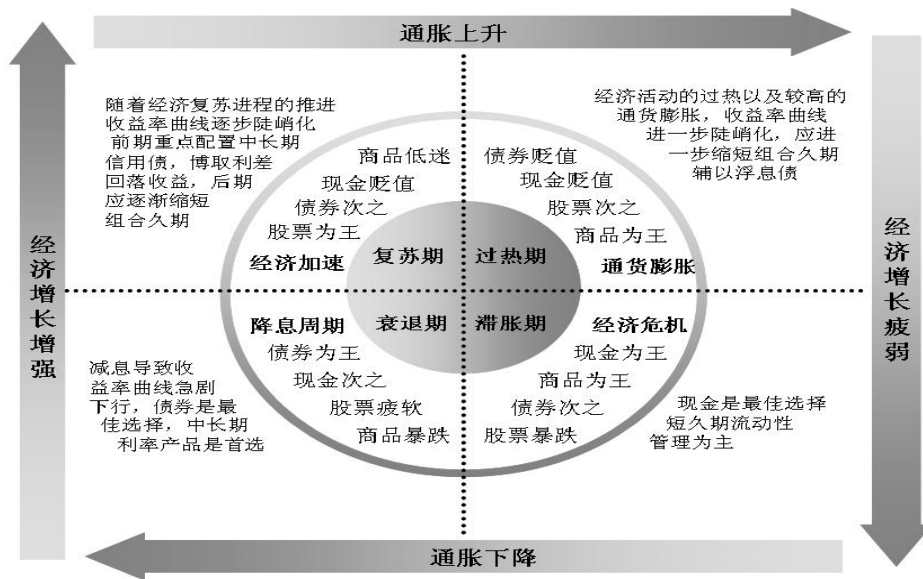 通胀上升
经济增长增强
随着经济复苏进程的推进
收益率曲线逐步陡峭化
前期重点配置中长期
信用债，博取利差
回落收益，后期
应逐渐缩短
组合久期
商品低迷
现金贬值
债券次之
股票为王
经济加速
复苏期
经济活动的过热以及较高的
通货膨胀，收益率曲线
进一步陡峭化，应进
一步缩短组合久期
辅以浮息债
债券贬值
现金贬值
股票次之
商品为王
过热期
通货膨胀
经济增长疲弱
降息周期
衰退期
债券为王
现金次之
股票疲软
商品暴跌
减息导致收
益率曲线急剧
下行，债券是最
佳选择，中长期
利率产品是首选
滞胀期
经济危机
现金为王
商品为王
债券次之
股票暴跌
现金是最佳选择
短久期流动性
管理为主
通胀下降